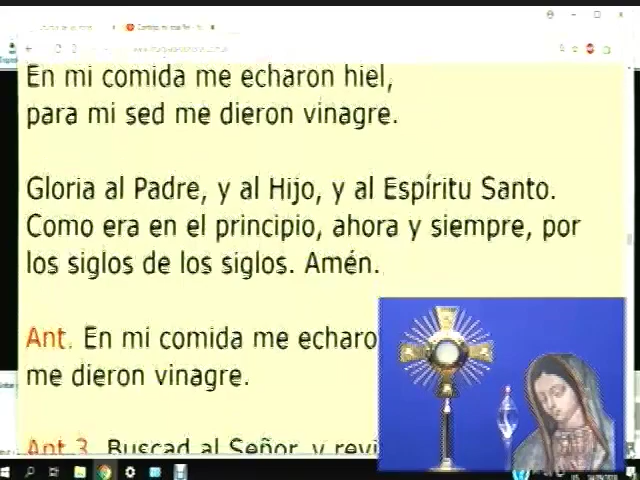 En mi comida me echaron hiel,
para mi sed me dieron vinagre.
Gloria al Padre, y al Hijo, y al Espíritu Santo.
Como era en el principio, ahora y siempre, por
los siglos de los siglos. Amén.
Ant. En mi comida me echaro
me dieron vinagre.
Ant 3. Buscad al Señor, y revi